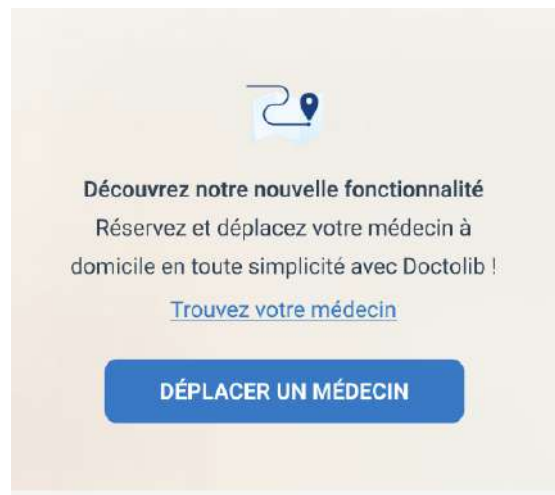 Découvrez notre nouvelle fonctionnalité
Réservez et déplacez votre médecin à
domicile en toute simplicité avec Doctolib !
Trouvez votre médecin
DÉPLACER UN MÉDECIN